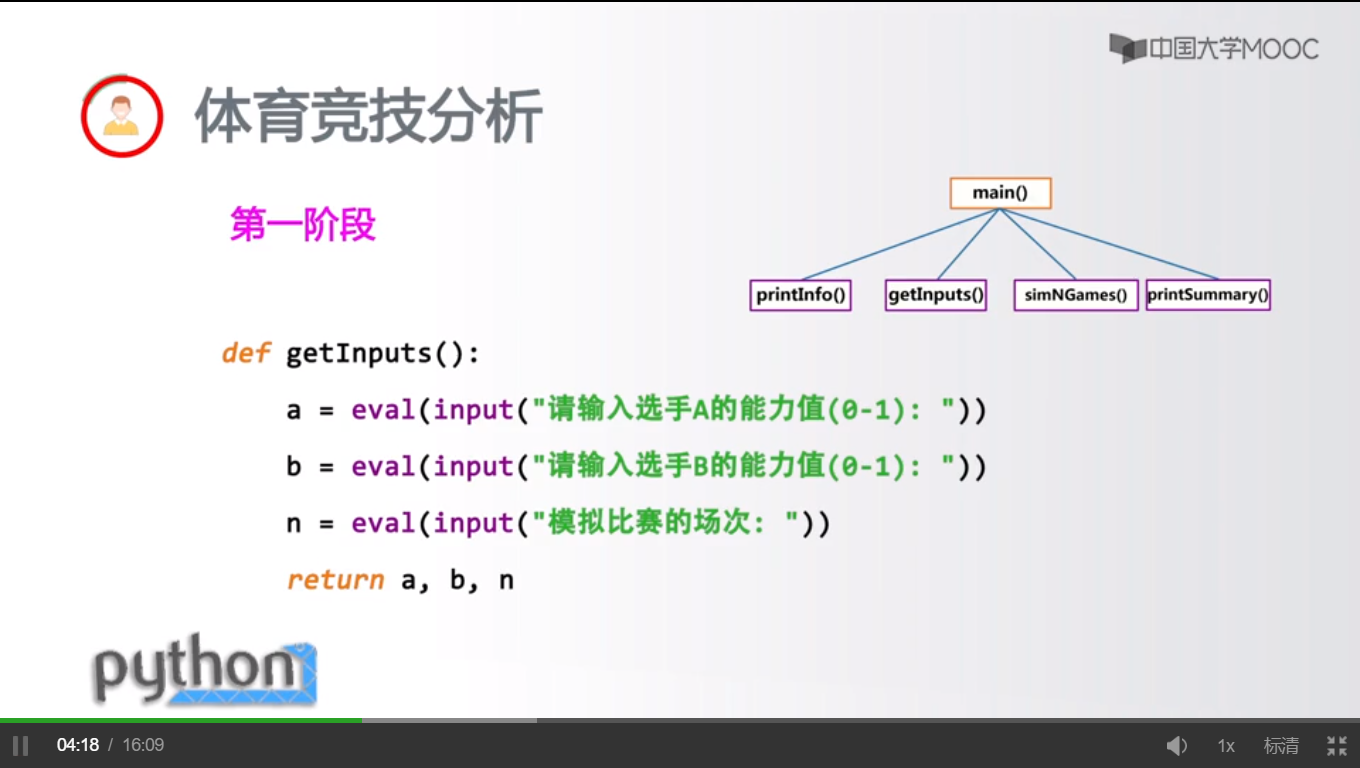 中国大学MOOC
体育竞技分析
第一阶段
main()
printInfo() getInputs() simNGames() printSummary()
def getInputs():
a = eval(input("请输入选手A的能力值(0-1): "))
b = eval(input("请输入选手B的能力值(0-1): "))
n = eval(input("模拟比赛的场次: "))
return a, b, n
python
04:18 / 16:09 1x 标清